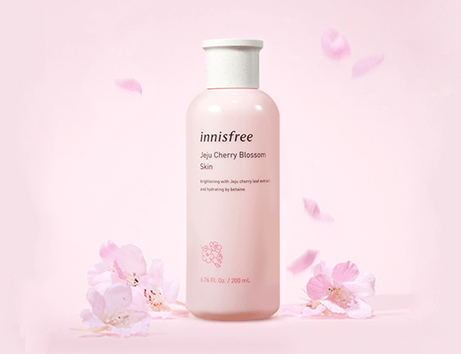 innisfree
Jeju Cherry Blossom
Skin
Brightening with Jeju cherry leaf extract
and hydrating by betaine
6.76 FL. OZ. / 200 mL